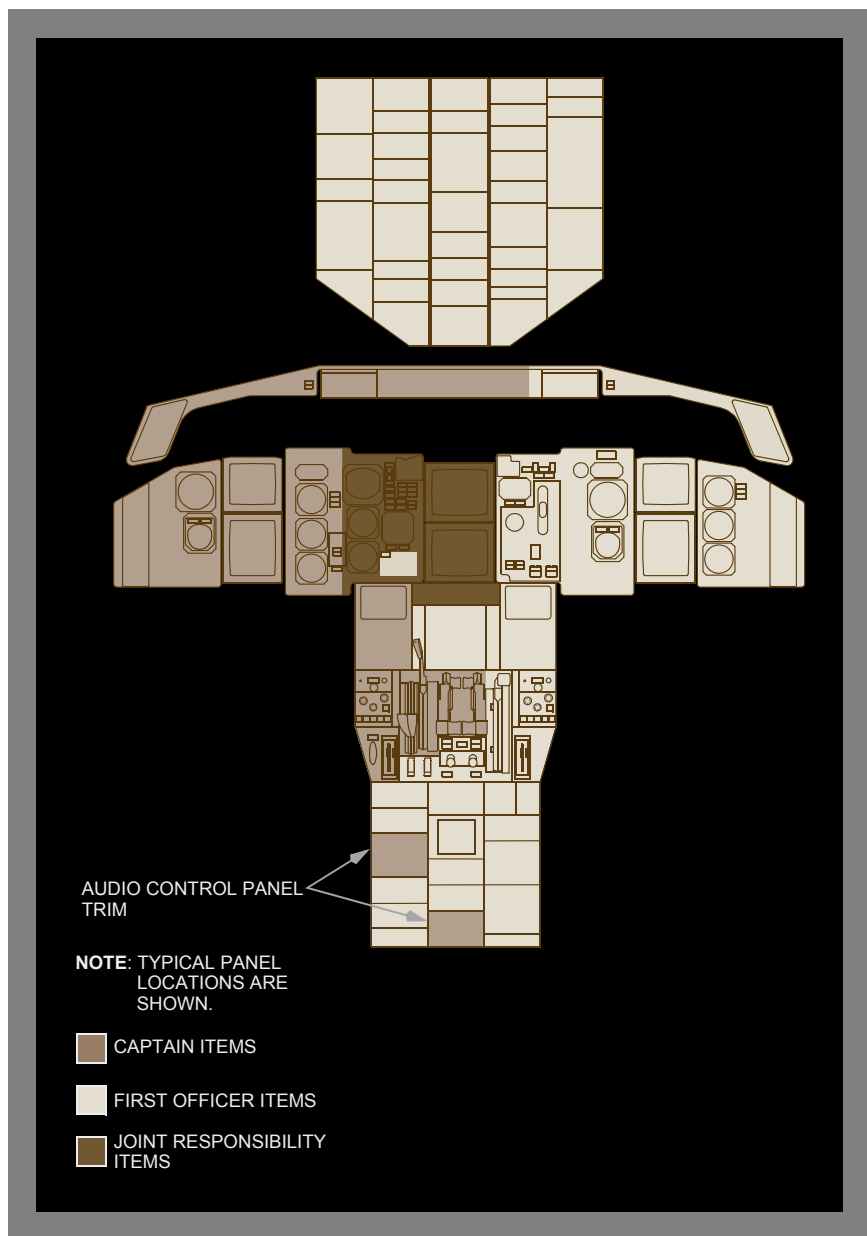 AUDIO CONTROL PANEL
TRIM
NOTE: TYPICAL PANEL
LOCATIONS ARE
SHOWN.
CAPTAIN ITEMS
FIRST OFFICER ITEMS
JOINT RESPONSIBILITY
ITEMS